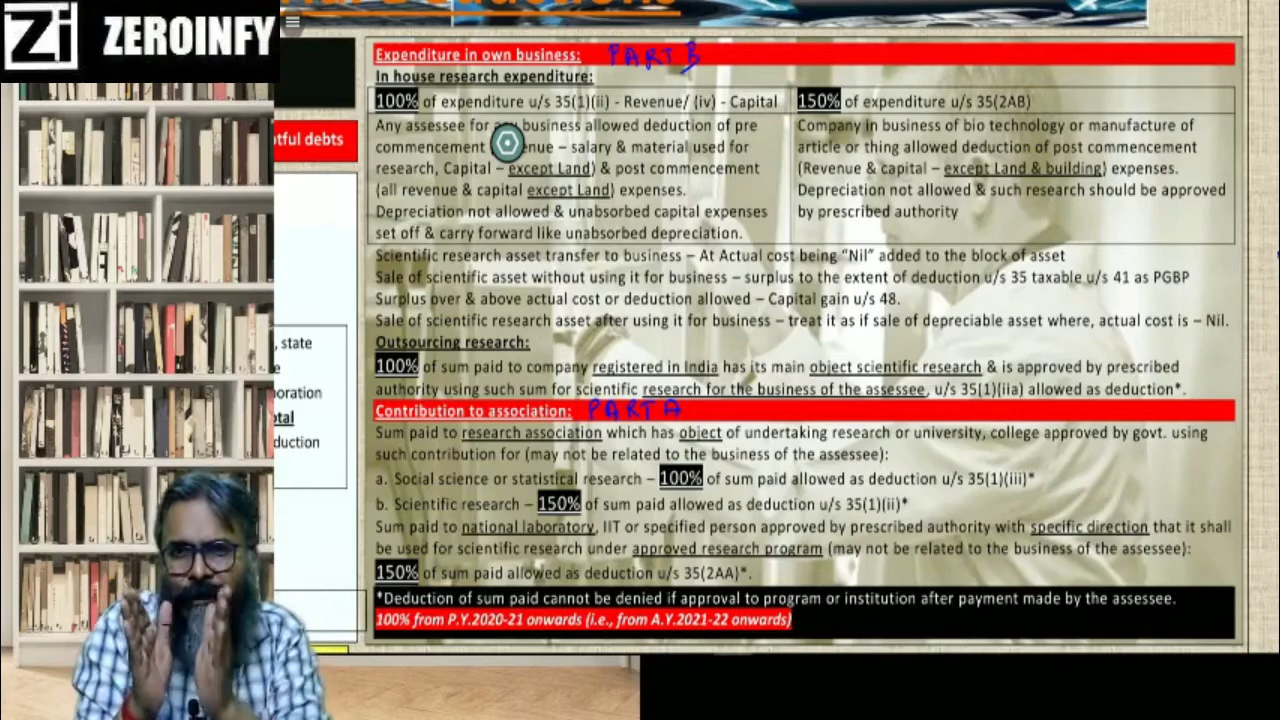 Zi ZEROINFY
Expenditure in own business: PART B
In house research expenditure:
100% of expenditure u/s 35(1)(ii) - Revenue/ (iv) - Capital
Any assessee for business allowed deduction of pre
commencement – salary & material used for
research, Capital – except Land) & post commencement
(all revenue & capital except Land) expenses.
Depreciation not allowed & unabsorbed capital expenses
set off & carry forward like unabsorbed depreciation.
150% of expenditure u/s 35(2AB)
Company in business of bio technology or manufacture of
article or thing allowed deduction of post commencement
(Revenue & capital – except Land & building) expenses.
Depreciation not allowed & such research should be approved
by prescribed authority
Scientific research asset transfer to business – At Actual cost being “Nil” added to the block of asset
Sale of scientific asset without using it for business – surplus to the extent of deduction u/s 35 taxable u/s 41 as PGBP
Surplus over & above actual cost or deduction allowed – Capital gain u/s 48.
Sale of scientific research asset after using it for business – treat it as if sale of depreciable asset where, actual cost is – Nil.
Outsourcing research:
100% of sum paid to company registered in India has its main object scientific research & is approved by prescribed
authority using such sum for scientific research for the business of the assessee, u/s 35(1)(iia) allowed as deduction*.
Contribution to association: PART A
Sum paid to research association which has object of undertaking research or university, college approved by govt. using
such contribution for (may not be related to the business of the assessee):
a. Social science or statistical research – 100% of sum paid allowed as deduction u/s 35(1)(iii)*
b. Scientific research – 150% of sum paid allowed as deduction u/s 35(1)(ii)*
Sum paid to national laboratory, IIT or specified person approved by prescribed authority with specific direction that it shall
be used for scientific research under approved research program (may not be related to the business of the assessee):
150% of sum paid allowed as deduction u/s 35(2AA)*.
*Deduction of sum paid cannot be denied if approval to program or institution after payment made by the assessee.
100% from P.Y.2020-21 onwards (i.e., from A.Y.2021-22 onwards)
debts
, state